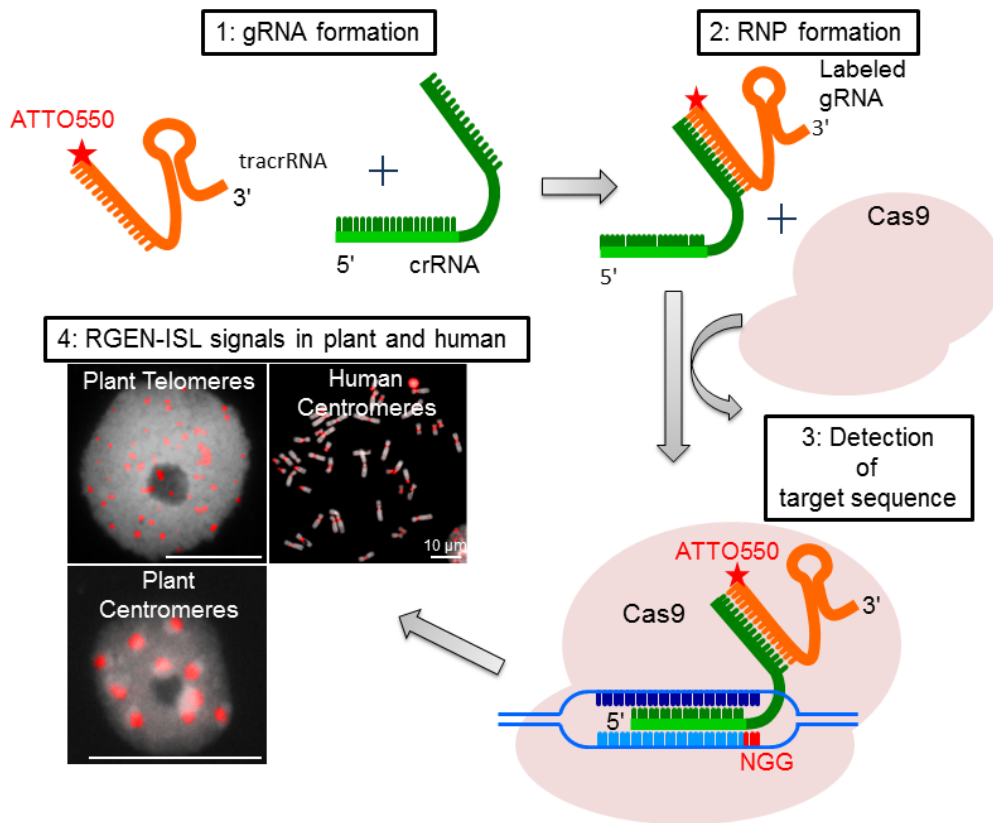 1: gRNA formation
ATTO550
tracrRNA
3'
5'
crRNA
2: RNP formation
Labeled
gRNA
3'
Cas9
5'
3: Detection
of
target sequence
ATTO550
Cas9
3'
5'
NGG
4: RGEN-ISL signals in plant and human
Plant Telomeres
Human
Centromeres
10 µm
Plant
Centromeres